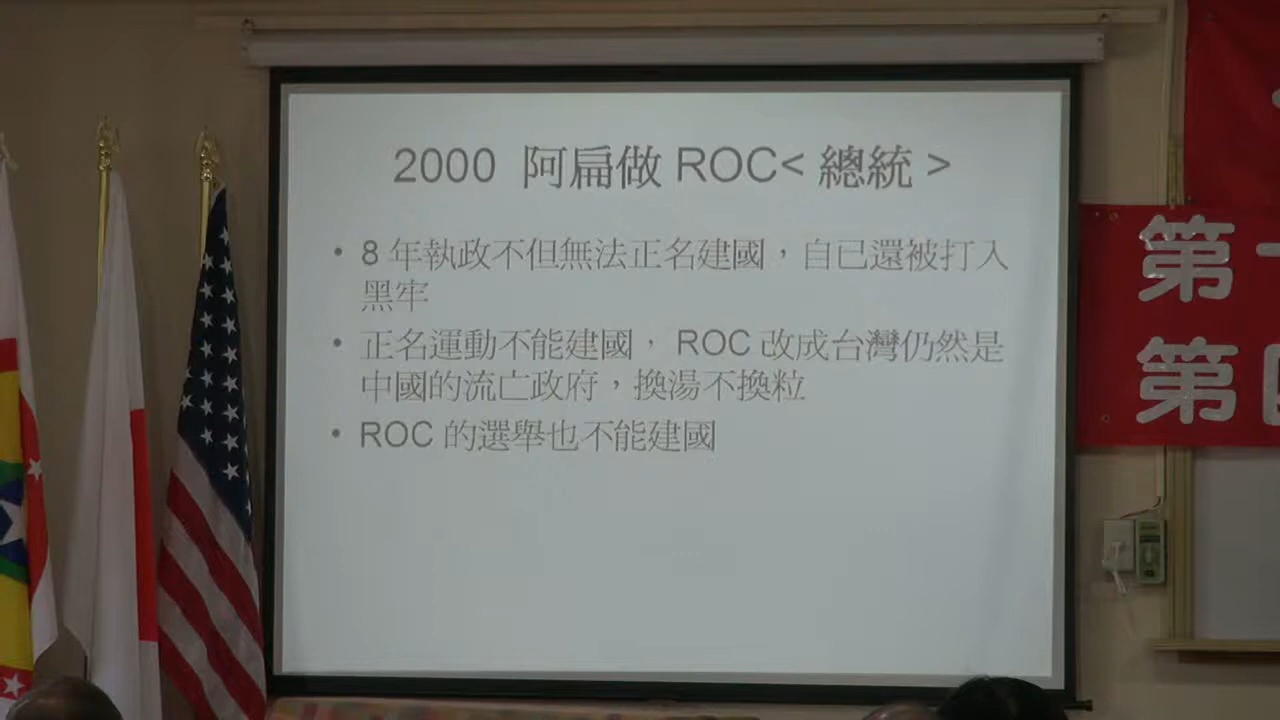 2000 阿扁做 ROC< 總統 >
• 8 年執政不但無法正名建國，自已還被打入
黑牢
• 正名運動不能建國， ROC 改成台灣仍然是
中國的流亡政府，換湯不換粒
• ROC 的選舉也不能建國
第
第